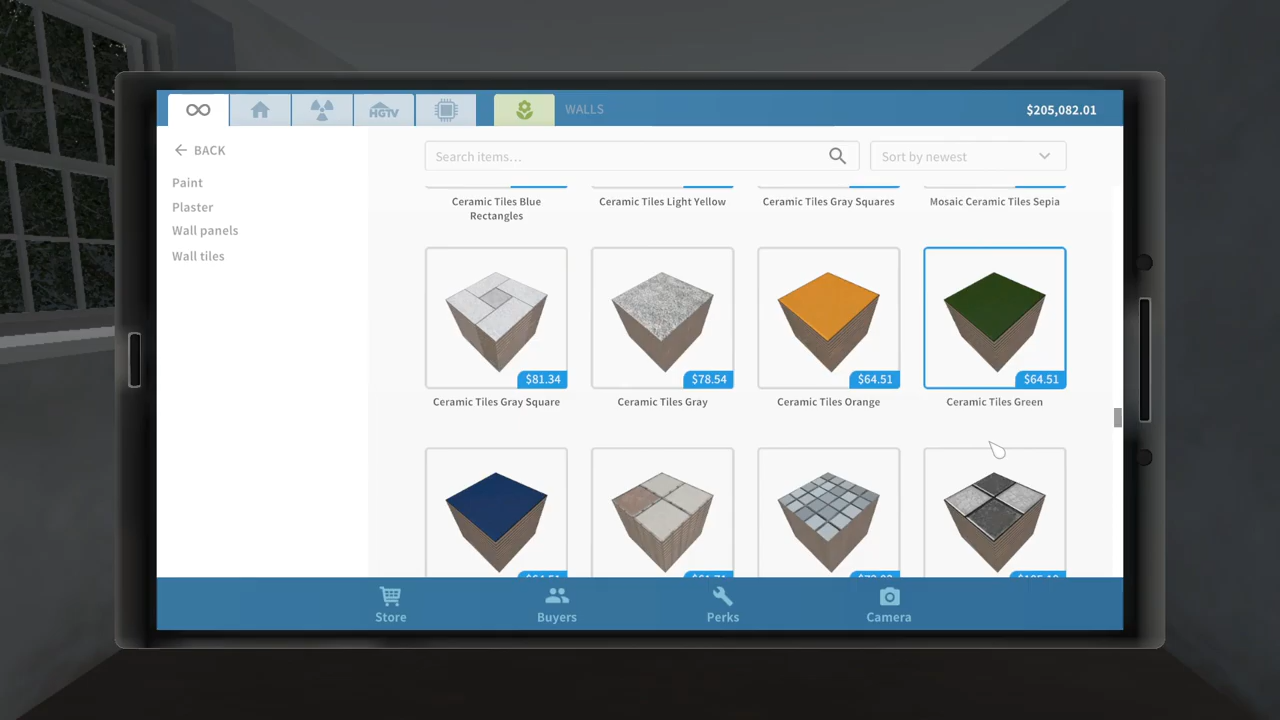 HGTV
WALLS
$205,082.01
BACK
Search items...
Sort by newest
Paint
Plaster
Wall panels
Wall tiles
Ceramic Tiles Blue
Rectangles
Ceramic Tiles Light Yellow
Ceramic Tiles Gray Squares
Mosaic Ceramic Tiles Sepia
$81.34
$78.54
$64.51
$64.51
Ceramic Tiles Gray Square
Ceramic Tiles Gray
Ceramic Tiles Orange
Ceramic Tiles Green
Store
Buyers
Perks
Camera